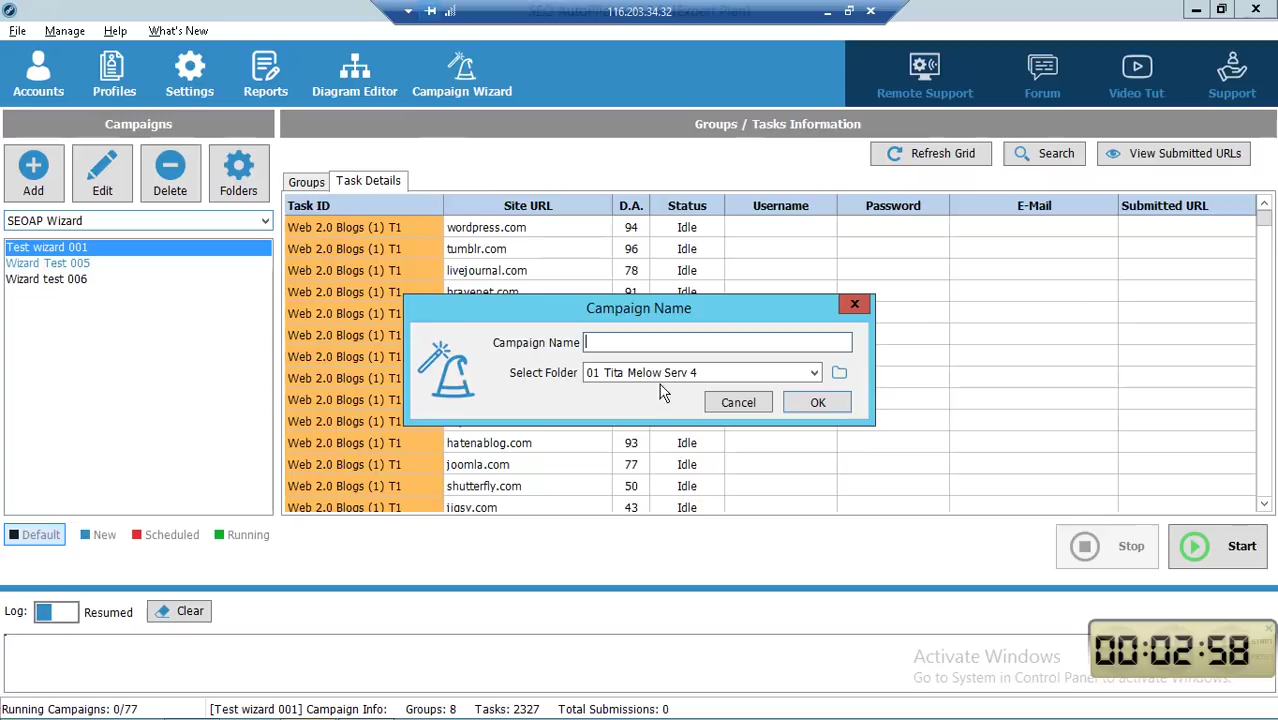 116.203.34.32
File Manage Help What's New
Accounts Profiles Settings Reports Diagram Editor Campaign Wizard Remote Support Forum Video Tut Support
Campaigns
Groups / Tasks Information
Add Edit Delete Folders
Refresh Grid Search View Submitted URLs
Groups Task Details
SEOAP Wizard
Test wizard 001
Wizard Test 005
Wizard test 006
Task ID Site URL D.A. Status Username Password E-Mail Submitted URL
Web 2.0 Blogs (1) T1 wordpress.com 94 Idle
Web 2.0 Blogs (1) T1 tumblr.com 96 Idle
Web 2.0 Blogs (1) T1 livejournal.com 78 Idle
Web 2.0 Blogs (1) T1 bravenet.com 91 Idle
Web 2.0 Blogs (1) T1
Web 2.0 Blogs (1) T1
Web 2.0 Blogs (1) T1
Web 2.0 Blogs (1) T1
Web 2.0 Blogs (1) T1
Web 2.0 Blogs (1) T1
Web 2.0 Blogs (1) T1 hatenablog.com 93 Idle
Web 2.0 Blogs (1) T1 joomla.com 77 Idle
Web 2.0 Blogs (1) T1 shutterfly.com 50 Idle
Web 2.0 Blogs (1) T1 jigsy.com 43 Idle
Campaign Name
Campaign Name
Select Folder 01 Tita Melow Serv 4
Cancel OK
Default New Scheduled Running
Stop Start
Log: Resumed Clear
Activate Windows
Go to System in Control Panel to activate Windows.
00:02:58
Running Campaigns: 0/77 [Test wizard 001] Campaign Info: Groups: 8 Tasks: 2327 Total Submissions: 0